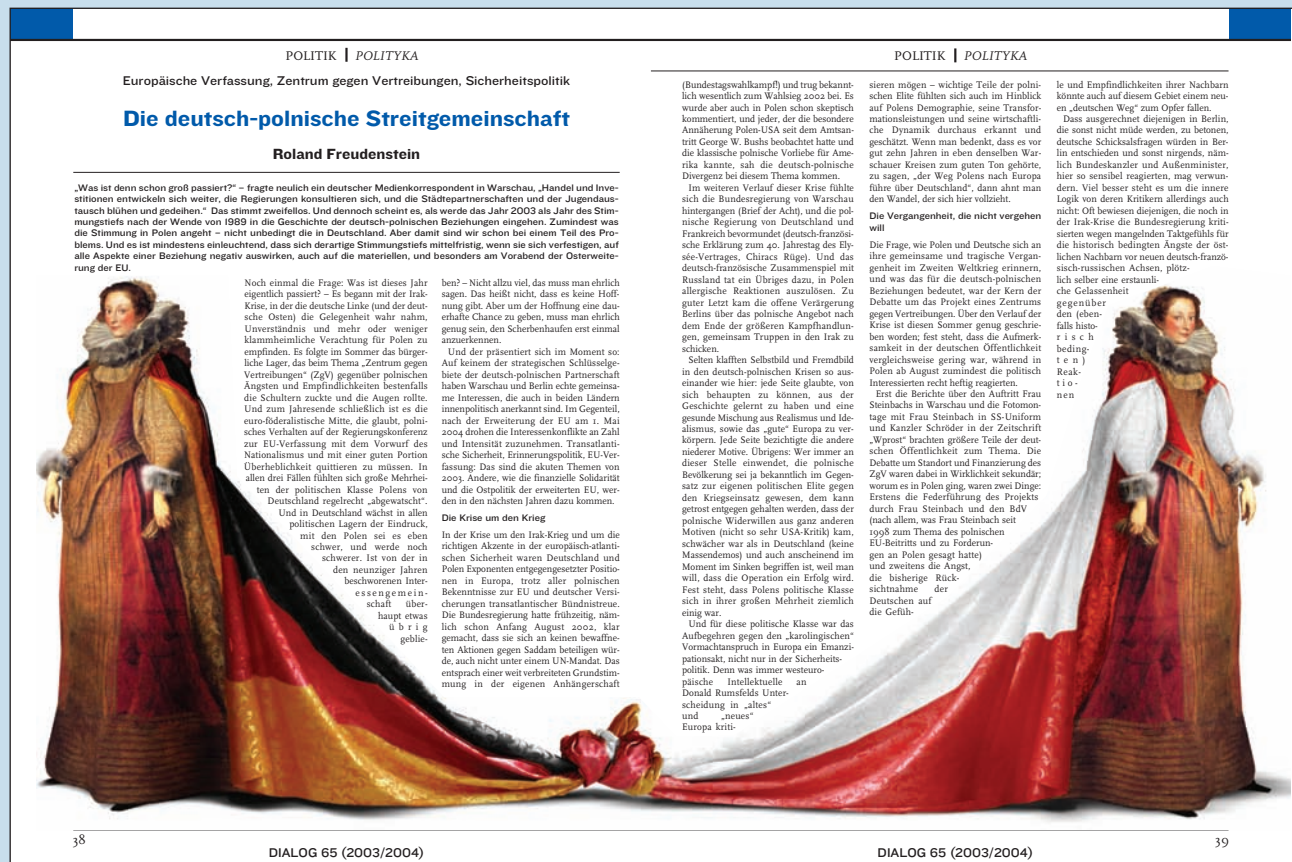 POLITIK | POLITYKA
Europäische Verfassung, Zentrum gegen Vertreibungen, Sicherheitspolitik
Die deutsch-polnische Streitgemeinschaft
Roland Freudenstein
„Was ist denn schon groß passiert?“ – fragte neulich ein deutscher Medienkorrespondent in Warschau, „Handel und Inve-
stitionen entwickeln sich weiter, die Regierungen konsultieren sich, und die Städtepartnerschaften und der Jugendaus-
tausch blühen und gedeihen.“ Das stimmt zweifellos. Und dennoch scheint es, als werde das Jahr 2003 als Jahr des Stim-
mungstiefs nach der Wende von 1989 in die Geschichte der deutsch-polnischen Beziehungen eingehen. Zumindest was
die Stimmung in Polen angeht – nicht unbedingt die in Deutschland. Aber damit sind wir schon bei einem Teil des Pro-
blems. Und es ist mindestens einleuchtend, dass sich derartige Stimmungstiefs mittelfristig, wenn sie sich verfestigen, auf
alle Aspekte einer Beziehung negativ auswirken, auch auf die materiellen, und besonders am Vorabend der Osterweite-
rung der EU.
Noch einmal die Frage: Was ist dieses Jahr
eigentlich passiert? – Es begann mit der Irak-
Krise, in der die deutsche Linke (und der deut-
sche Osten) die Gelegenheit wahr nahm,
Unverständnis und mehr oder weniger
klammheimliche Verachtung für Polen zu
empfinden. Es folgte im Sommer das bürger-
liche Lager, das beim Thema „Zentrum gegen
Vertreibungen“ (ZgV) gegenüber polnischen
Ängsten und Empfindlichkeiten bestenfalls
die Schultern zuckte und die Augen rollte.
Und zum Jahresende schließlich ist es die
euro-föderalistische Mitte, die glaubt, polni-
sches Verhalten auf der Regierungskonferenz
zur EU-Verfassung mit dem Vorwurf des
Nationalismus und mit einer guten Portion
Überheblichkeit quittieren zu müssen. In
allen drei Fällen fühlten sich große Mehrhei-
ten der politischen Klasse Polens von
Deutschland regelrecht „abgewatscht“.
Und in Deutschland wächst in allen
politischen Lagern der Eindruck,
mit den Polen sei es eben
schwer, und werde noch
schwerer. Ist von der in
den neunziger Jahren
beschworenen Inter-
essengemein-
schaft über-
haupt etwas
übrig
geblie-
ben? – Nicht allzu viel, das muss man ehrlich
sagen. Das heißt nicht, dass es keine Hoff-
nung gibt. Aber um der Hoffnung eine dau-
erhafte Chance zu geben, muss man ehrlich
genug sein, den Scherbenhaufen erst einmal
anzuerkennen.
Und der präsentiert sich im Moment so:
Auf keinem der strategischen Schlüsselge-
biete der deutsch-polnischen Partnerschaft
haben Warschau und Berlin echte gemeinsa-
me Interessen, die auch in beiden Ländern
innenpolitisch anerkannt sind. Im Gegenteil,
nach der Erweiterung der EU am 1. Mai
2004 drohen die Interessenkonflikte an Zahl
und Intensität zuzunehmen. Transatlanti-
sche Sicherheit, Erinnerungspolitik, EU-Ver-
fassung: Das sind die akuten Themen von
2003. Andere, wie die finanzielle Solidarität
und die Ostpolitik der erweiterten EU, wer-
den in den nächsten Jahren dazu kommen.
Die Krise um den Krieg
In der Krise um den Irak-Krieg und um die
richtigen Akzente in der europäisch-atlanti-
schen Sicherheit waren Deutschland und
Polen Exponenten entgegengesetzter Positio-
nen in Europa, trotz aller polnischen
Bekenntnisse zur EU und deutscher Versi-
cherungen transatlantischer Bündnistreue.
Die Bundesregierung hatte frühzeitig, näm-
lich schon Anfang August 2002, klar
gemacht, dass sie sich an keinen bewaffne-
ten Aktionen gegen Saddam beteiligen wür-
de, auch nicht unter einem UN-Mandat. Das
entsprach einer weit verbreiteten Grundstim-
mung in der eigenen Anhängerschaft
38
DIALOG 65 (2003/2004)
POLITIK | POLITYKA
(Bundestagswahlkampf!) und trug bekannt-
lich wesentlich zum Wahlsieg 2002 bei. Es
wurde aber auch in Polen schon skeptisch
kommentiert, und jeder, der die besondere
Annäherung Polen-USA seit dem Amtsan-
tritt George W. Bushs beobachtet hatte und
die klassische polnische Vorliebe für Ame-
rika kannte, sah die deutsch-polnische
Divergenz bei diesem Thema kommen.
Im weiteren Verlauf dieser Krise fühlte
sich die Bundesregierung von Warschau
hintergangen (Brief der Acht), und die pol-
nische Regierung von Deutschland und
Frankreich bevormundet (deutsch-französi-
sche Erklärung zum 40. Jahrestag des Ely-
sée-Vertrages, Chiracs Rüge). Und das
deutsch-französische Zusammenspiel mit
Russland tat ein Übriges dazu, in Polen
allergische Reaktionen auszulösen. Zu
guter Letzt kam die offene Verärgerung
Berlins über das polnische Angebot nach
dem Ende der größeren Kampfhandlun-
gen, gemeinsam Truppen in den Irak zu
schicken.
Selten klafften Selbstbild und Fremdbild
in den deutsch-polnischen Krisen so aus-
einander wie hier: jede Seite glaubte, von
sich behaupten zu können, aus der
Geschichte gelernt zu haben und eine
gesunde Mischung aus Realismus und Ide-
alismus, sowie das „gute“ Europa zu ver-
körpern. Jede Seite bezichtigte die andere
niederer Motive. Übrigens: Wer immer an
dieser Stelle einwendet, die polnische
Bevölkerung sei ja bekanntlich im Gegen-
satz zur eigenen politischen Elite gegen
den Kriegseinsatz gewesen, dem kann
getrost entgegen gehalten werden, dass der
polnische Widerwillen aus ganz anderen
Motiven (nicht so sehr USA-Kritik) kam,
schwächer war als in Deutschland (keine
Massendemos) und auch anscheinend im
Moment im Sinken begriffen ist, weil man
will, dass die Operation ein Erfolg wird.
Fest steht, dass Polens politische Klasse
sich in ihrer großen Mehrheit ziemlich
einig war.
Und für diese politische Klasse war das
Aufbegehren gegen den „karolingischen“
Vormachtanspruch in Europa ein Emanzi-
pationsakt, nicht nur in der Sicherheits-
politik. Denn was immer westeuro-
päische Intellektuelle an
Donald Rumsfelds Unter-
scheidung in „altes“
und „neues“
Europa kriti-
sieren mögen – wichtige Teile der polni-
schen Elite fühlten sich auch im Hinblick
auf Polens Demographie, seine Transfor-
mationsleistungen und seine wirtschaftli-
che Dynamik durchaus erkannt und
geschätzt. Wenn man bedenkt, dass es vor
gut zehn Jahren in eben denselben War-
schauer Kreisen zum guten Ton gehörte,
zu sagen, „der Weg Polens nach Europa
führe über Deutschland“, dann ahnt man
den Wandel, der sich hier vollzieht.
Die Vergangenheit, die nicht vergehen
will
Die Frage, wie Polen und Deutsche sich an
ihre gemeinsame und tragische Vergan-
genheit im Zweiten Weltkrieg erinnern,
und was das für die deutsch-polnischen
Beziehungen bedeutet, war der Kern der
Debatte um das Projekt eines Zentrums
gegen Vertreibungen. Über den Verlauf der
Krise ist diesen Sommer genug geschrie-
ben worden; fest steht, dass die Aufmerk-
samkeit in der deutschen Öffentlichkeit
vergleichsweise gering war, während in
Polen ab August zumindest die politisch
Interessierten recht heftig reagierten.
Erst die Berichte über den Auftritt Frau
Steinbachs in Warschau und die Fotomon-
tage mit Frau Steinbach in SS-Uniform
und Kanzler Schröder in der Zeitschrift
„Wprost“ brachten größere Teile der deut-
schen Öffentlichkeit zum Thema. Die
Debatte um Standort und Finanzierung des
ZgV waren dabei in Wirklichkeit sekundär;
worum es in Polen ging, waren zwei Dinge:
Erstens die Federführung des Projekts
durch Frau Steinbach und den BdV
(nach allem, was Frau Steinbach seit
1998 zum Thema des polnischen
EU-Beitritts und zu Forderun-
gen an Polen gesagt hatte)
und zweitens die Angst,
die bisherige Rück-
sichtnahme der
Deutschen auf
die Gefüh-
le und Empfindlichkeiten ihrer Nachbarn
könnte auch auf diesem Gebiet einem neu-
en „deutschen Weg“ zum Opfer fallen.
Dass ausgerechnet diejenigen in Berlin,
die sonst nicht müde werden, zu betonen,
deutsche Schicksalsfragen würden in Ber-
lin entschieden und sonst nirgends, näm-
lich Bundeskanzler und Außenminister,
hier so sensibel reagierten, mag verwun-
dern. Viel besser steht es um die innere
Logik von deren Kritikern allerdings auch
nicht: Oft bewiesen diejenigen, die noch in
der Irak-Krise die Bundesregierung kriti-
sierten wegen mangelnden Taktgefühls für
die historisch bedingten Ängste der öst-
lichen Nachbarn vor neuen deutsch-franzö-
sisch-russischen Achsen, plötz-
lich selber eine erstaunli-
che Gelassenheit
gegenüber
den (eben-
falls histo-
risch
beding-
ten)
Reak-
tio-
nen
39
DIALOG 65 (2003/2004)